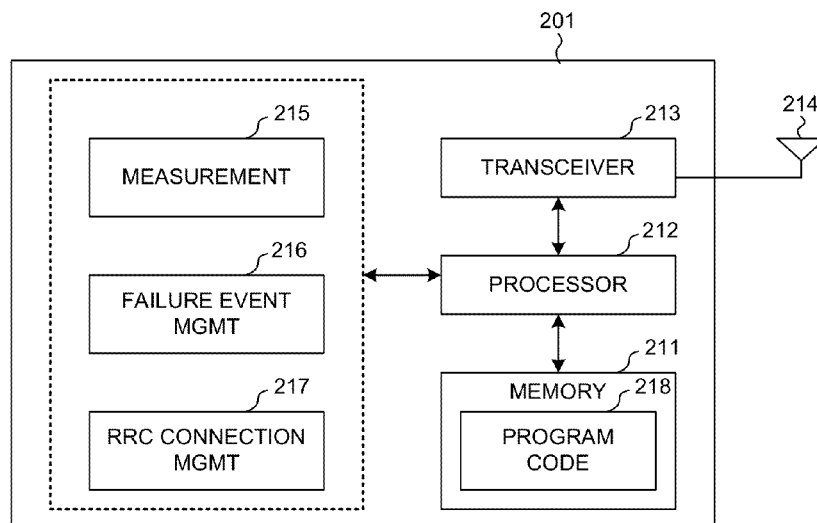 201
215
MEASUREMENT
216
FAILURE EVENT
MGMT
217
RRC CONNECTION
MGMT
213
TRANSCEIVER
214
212
PROCESSOR
211
MEMORY
218
PROGRAM
CODE